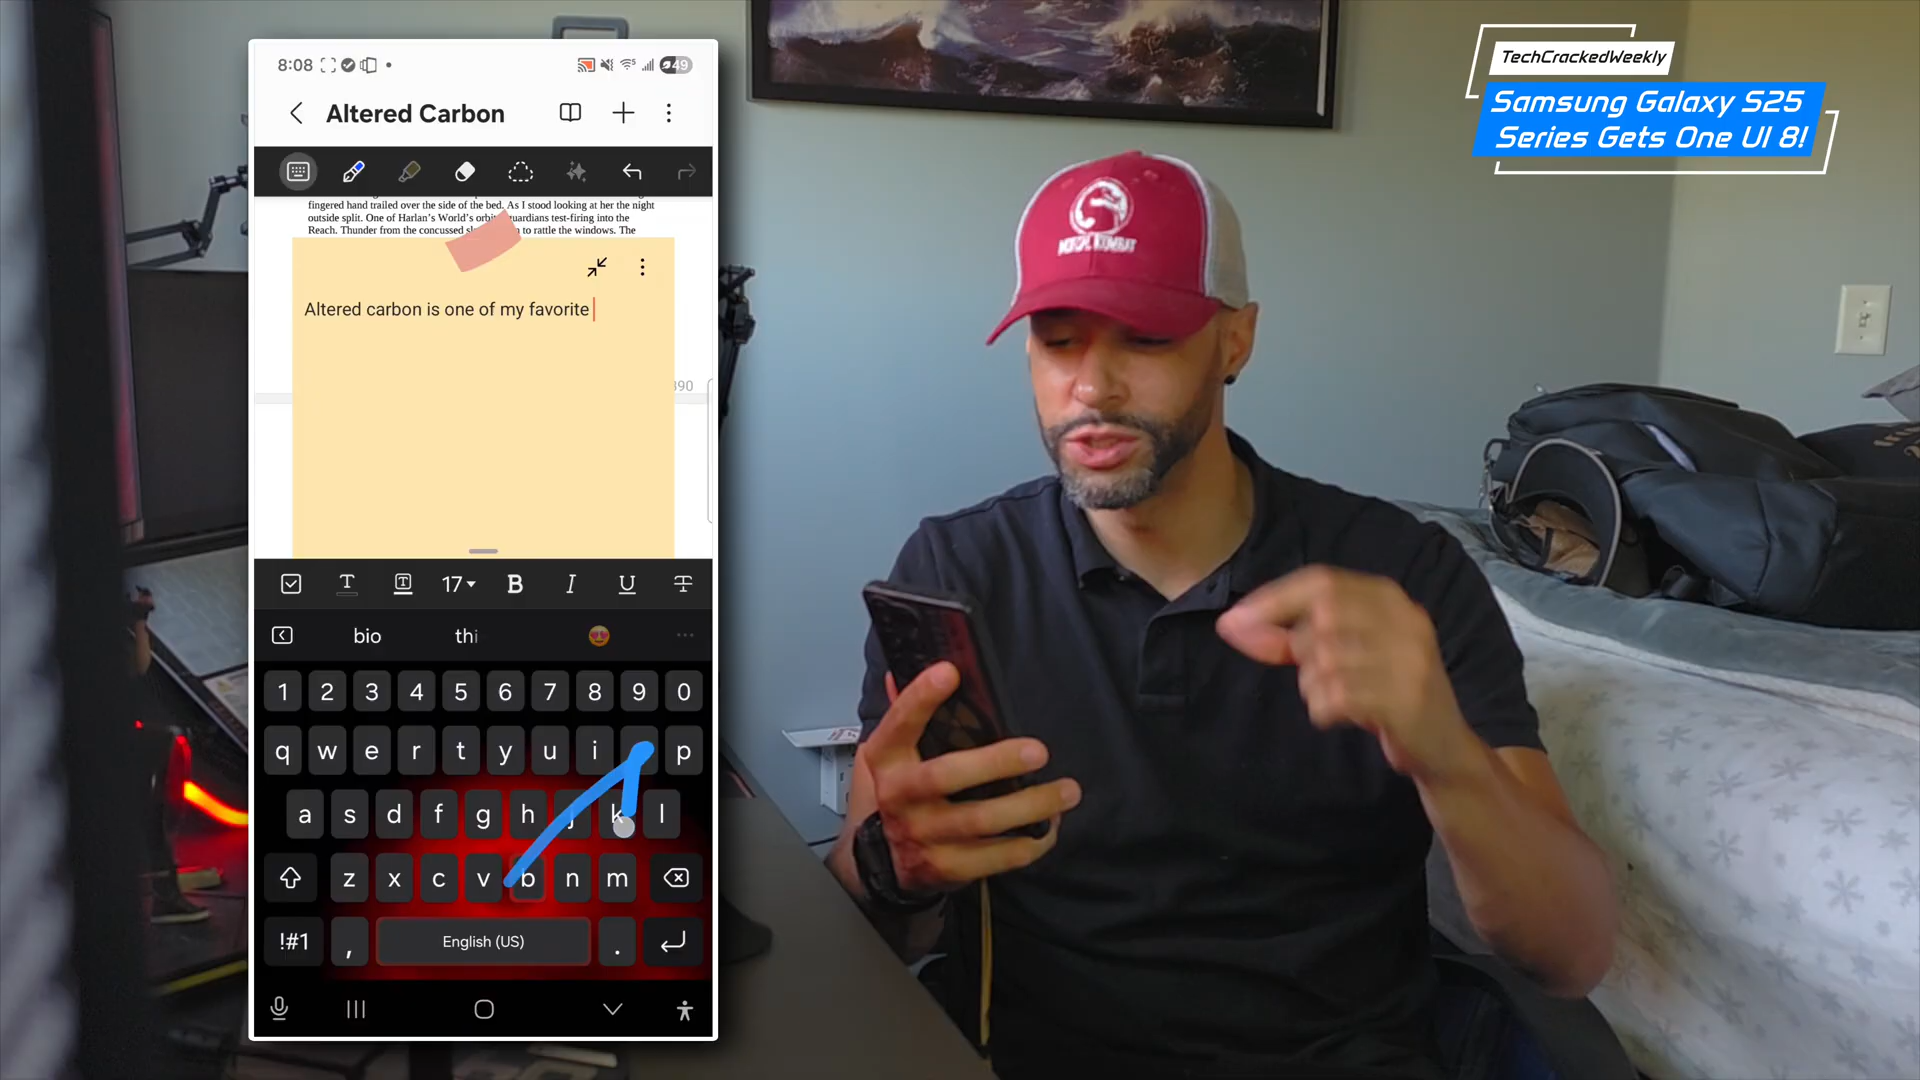 TechCrackedWeekly
Samsung Galaxy S25
Series Gets One UI 8!
8:08
49
Altered Carbon
fingered hand trailed over the side of the bed. As I stood looking at her the night
outside split. One of Harlan's World's guardians test-firing into the
Reach. Thunder from the concussed to rattle the windows. The
Altered carbon is one of my favorite
390
T T 17 B I U T
bio thi
1 2 3 4 5 6 7 8 9 0
q w e r t y u i p
a s d f g h j k l
z x c v b n m
!#1 , English (US) .
MORTAL KOMBAT